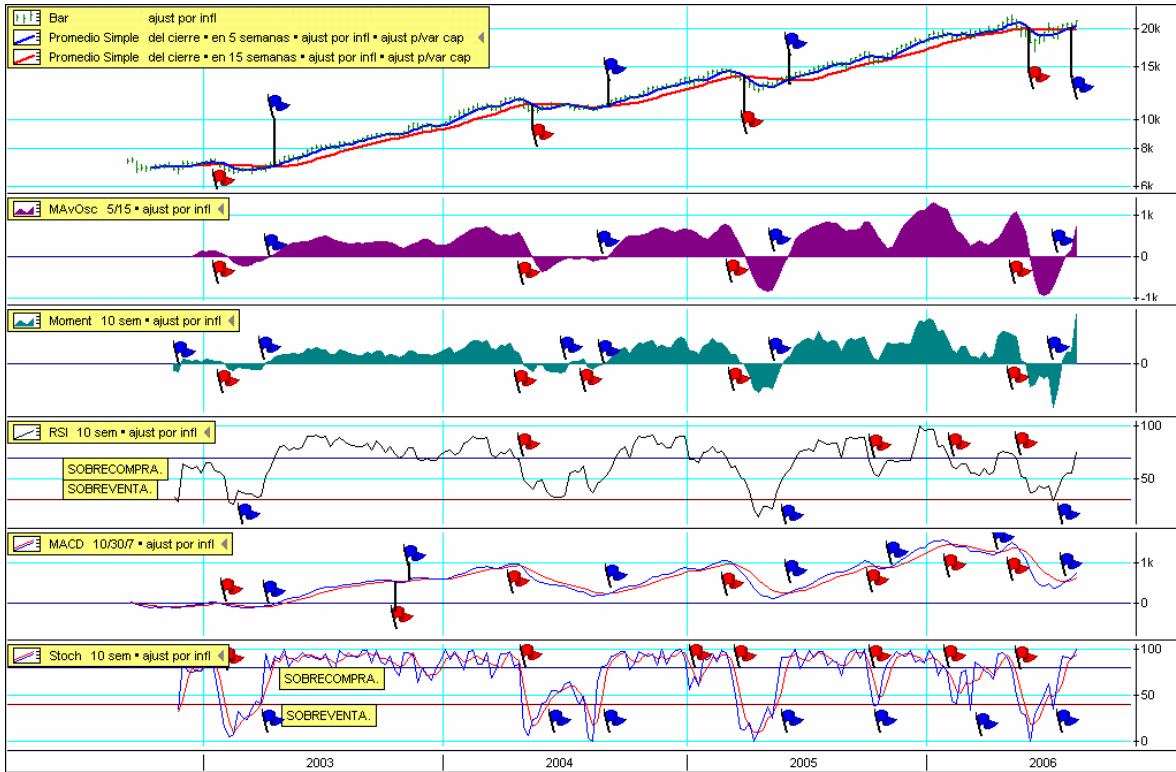 Bar ajust por infl
Promedio Simple del cierre • en 5 semanas • ajust por infl • ajust p/var cap
Promedio Simple del cierre • en 15 semanas • ajust por infl • ajust p/var cap
20k
15k
10k
8k
6k
MAvOsc 5/15 • ajust por infl
1k
0
-1k
Moment 10 sem • ajust por infl
0
RSI 10 sem • ajust por infl
100
SOBRECOMPRA.
50
SOBREVENTA.
MACD 10/30/7 • ajust por infl
1k
0
Stoch 10 sem • ajust por infl
100
SOBRECOMPRA.
50
SOBREVENTA.
0
2003 2004 2005 2006